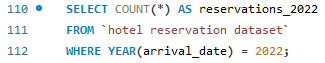 110 SELECT COUNT(*) AS reservations_2022
111 FROM `hotel reservation dataset`
112 WHERE YEAR(arrival_date) = 2022;